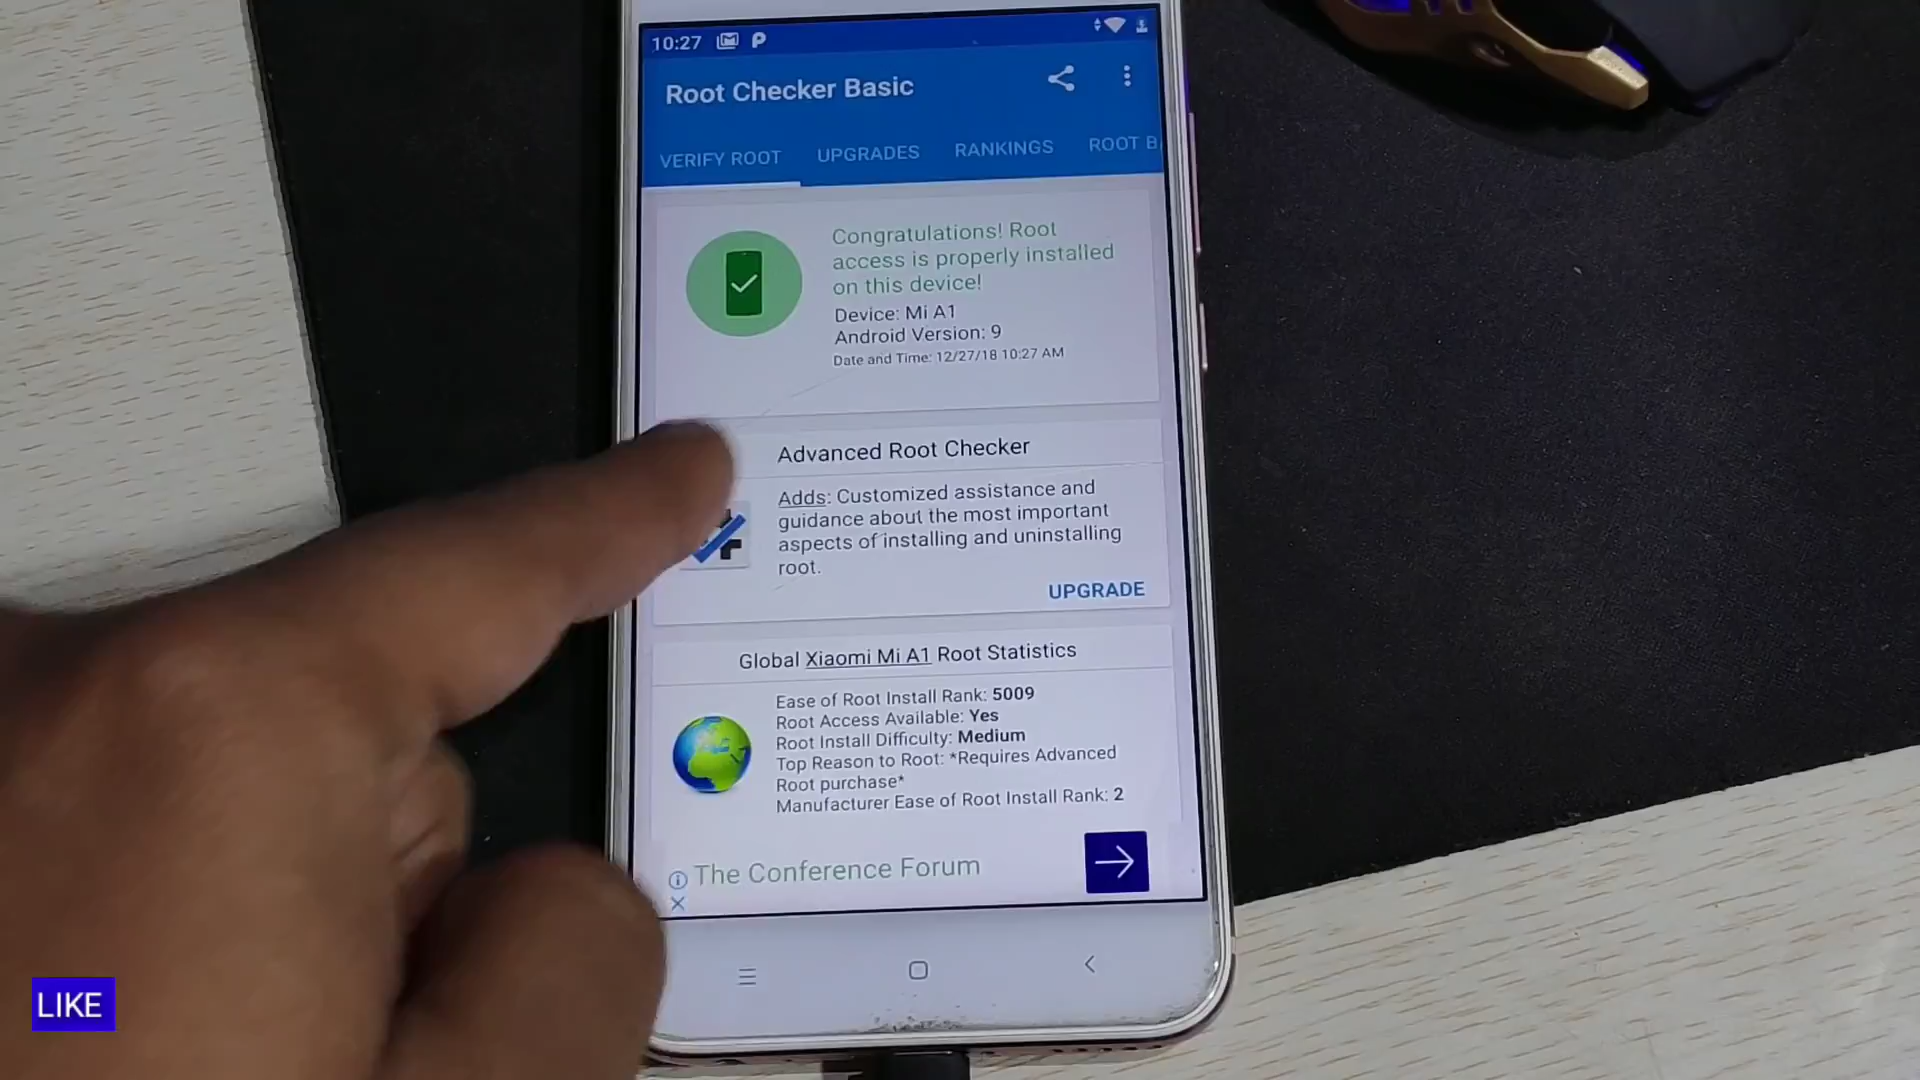 10:27
Root Checker Basic
VERIFY ROOT UPGRADES RANKINGS ROOT B
Congratulations! Root
access is properly installed
on this device!
Device: Mi A1
Android Version: 9
Date and Time: 12/27/18 10:27 AM
Advanced Root Checker
Adds: Customized assistance and
guidance about the most important
aspects of installing and uninstalling
root.
UPGRADE
Global Xiaomi Mi A1 Root Statistics
Ease of Root Install Rank: 5009
Root Access Available: Yes
Root Install Difficulty: Medium
Top Reason to Root: *Requires Advanced
Root purchase*
Manufacturer Ease of Root Install Rank: 2
The Conference Forum
LIKE